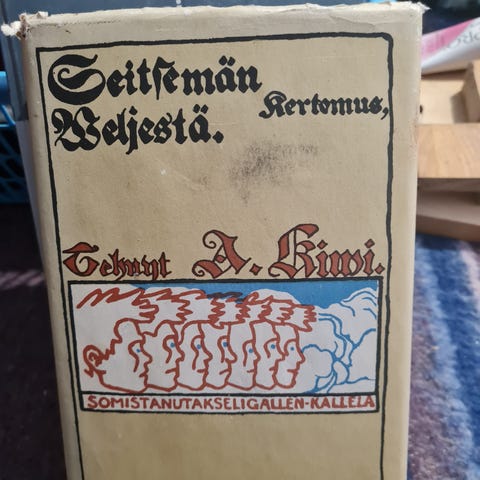 Seitsemän
Kertomus,
Weljestä.
Tehnyt A. Kiwi.
SOMISTANUT AKSELI GALLEN-KALLELA